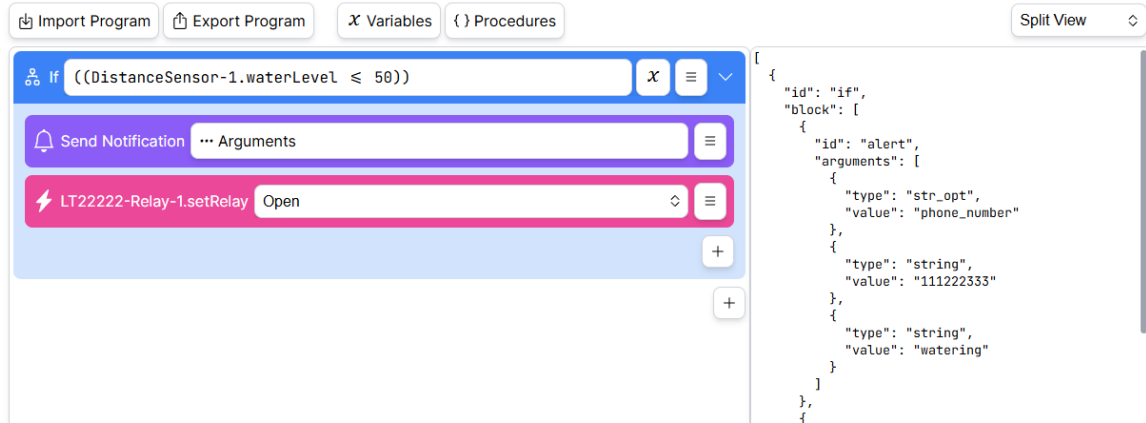 Import Program Export Program x Variables { } Procedures Split View
If ((DistanceSensor-1.waterLevel ⩽ 50)) x
Send Notification ••• Arguments
LT22222-Relay-1.setRelay Open
+
+
[
{
"id": "if",
"block": [
{
"id": "alert",
"arguments": [
{
"type": "str_opt",
"value": "phone_number"
},
{
"type": "string",
"value": "111222333"
},
{
"type": "string",
"value": "watering"
}
]
},
{